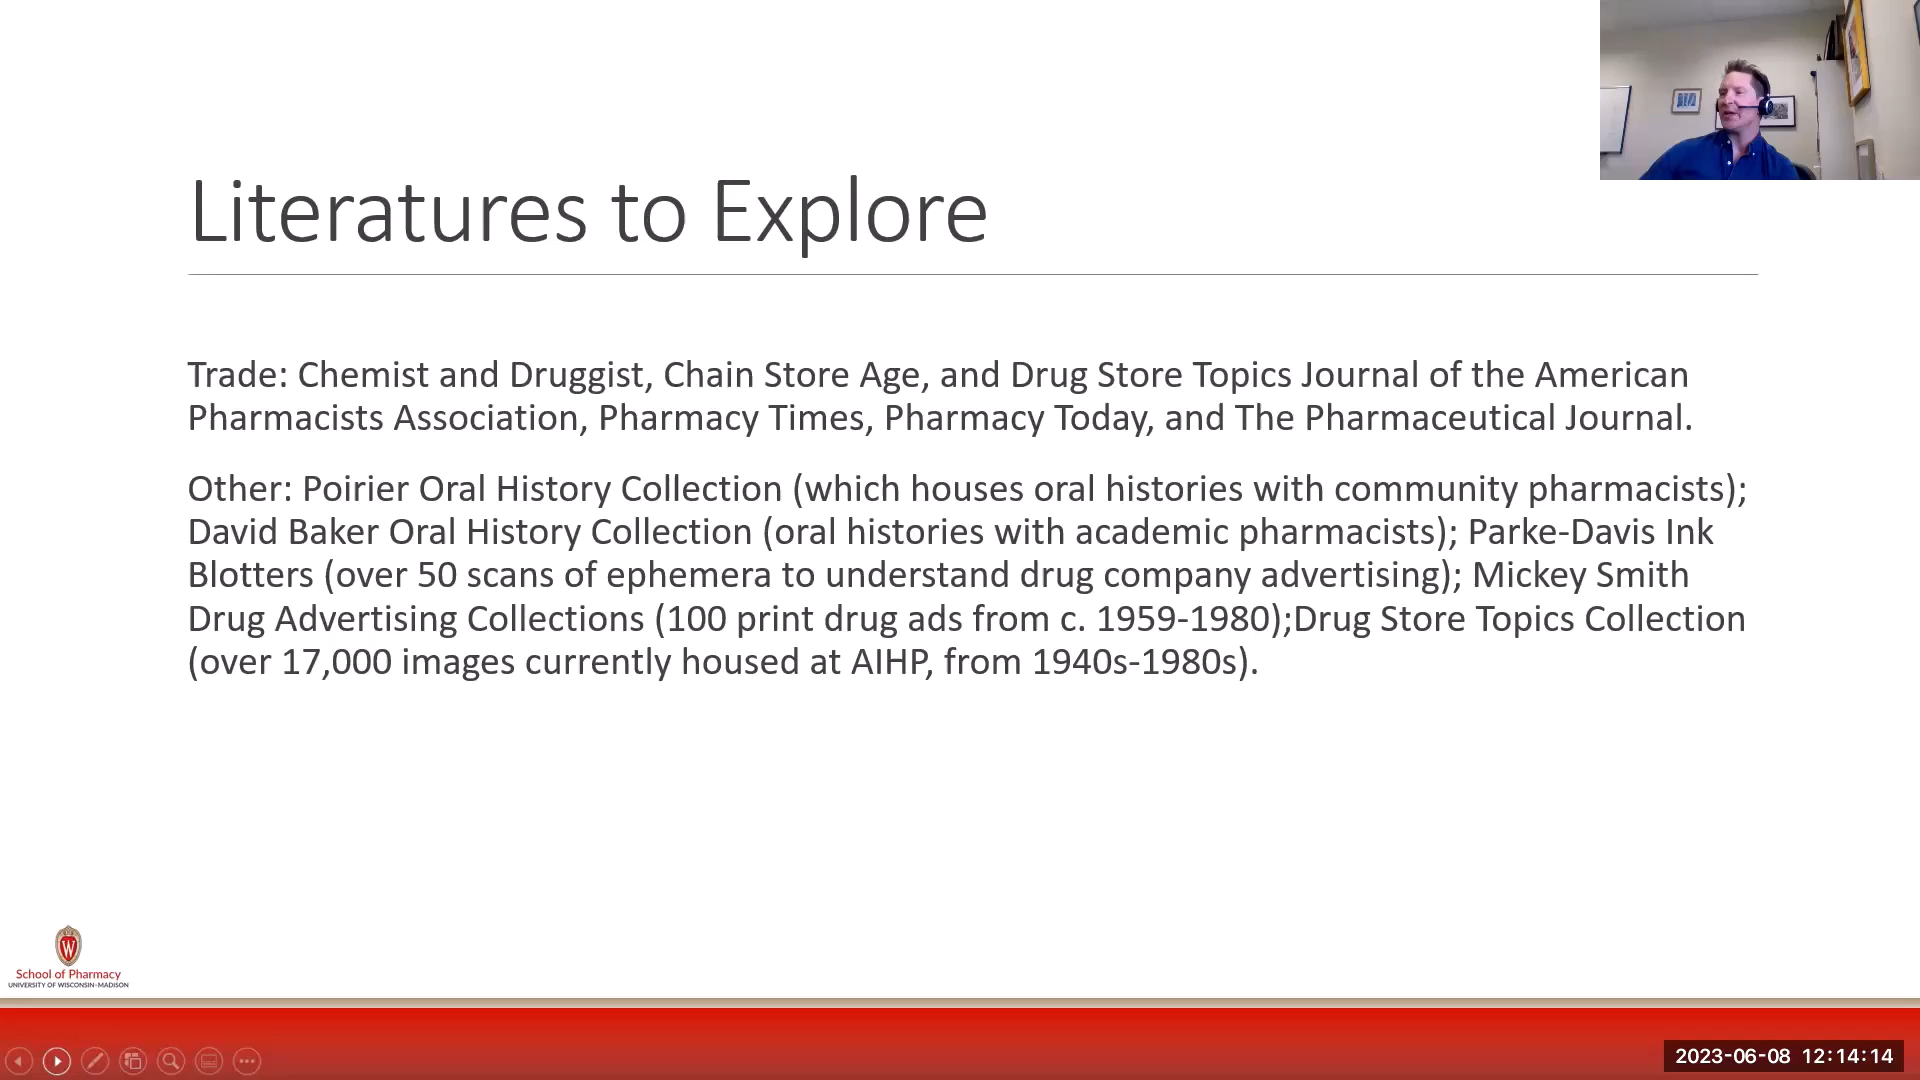 Literatures to Explore
Trade: Chemist and Druggist, Chain Store Age, and Drug Store Topics Journal of the American
Pharmacists Association, Pharmacy Times, Pharmacy Today, and The Pharmaceutical Journal.
Other: Poirier Oral History Collection (which houses oral histories with community pharmacists);
David Baker Oral History Collection (oral histories with academic pharmacists); Parke-Davis Ink
Blotters (over 50 scans of ephemera to understand drug company advertising); Mickey Smith
Drug Advertising Collections (100 print drug ads from c. 1959-1980);Drug Store Topics Collection
(over 17,000 images currently housed at AIHP, from 1940s-1980s).
W
School of Pharmacy
UNIVERSITY OF WISCONSIN-MADISON
2023-06-08 12:14:14